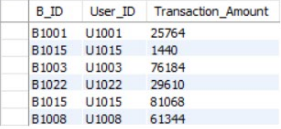 B_ID User_ID Transaction_Amount
B1001 U1001 25764
B1015 U1015 1440
B1003 U1003 76184
B1022 U1022 29610
B1015 U1015 81068
B1008 U1008 61344